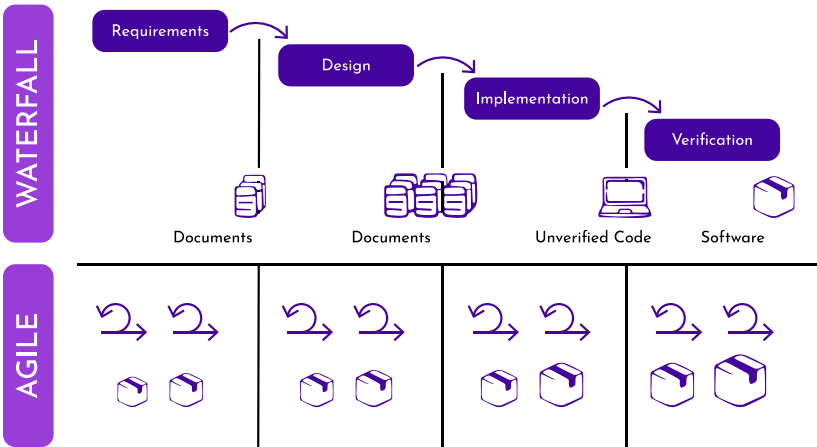 WATERFALL
Requirements
Design
Implementation
Verification
Documents
Documents
Unverified Code
Software
AGILE